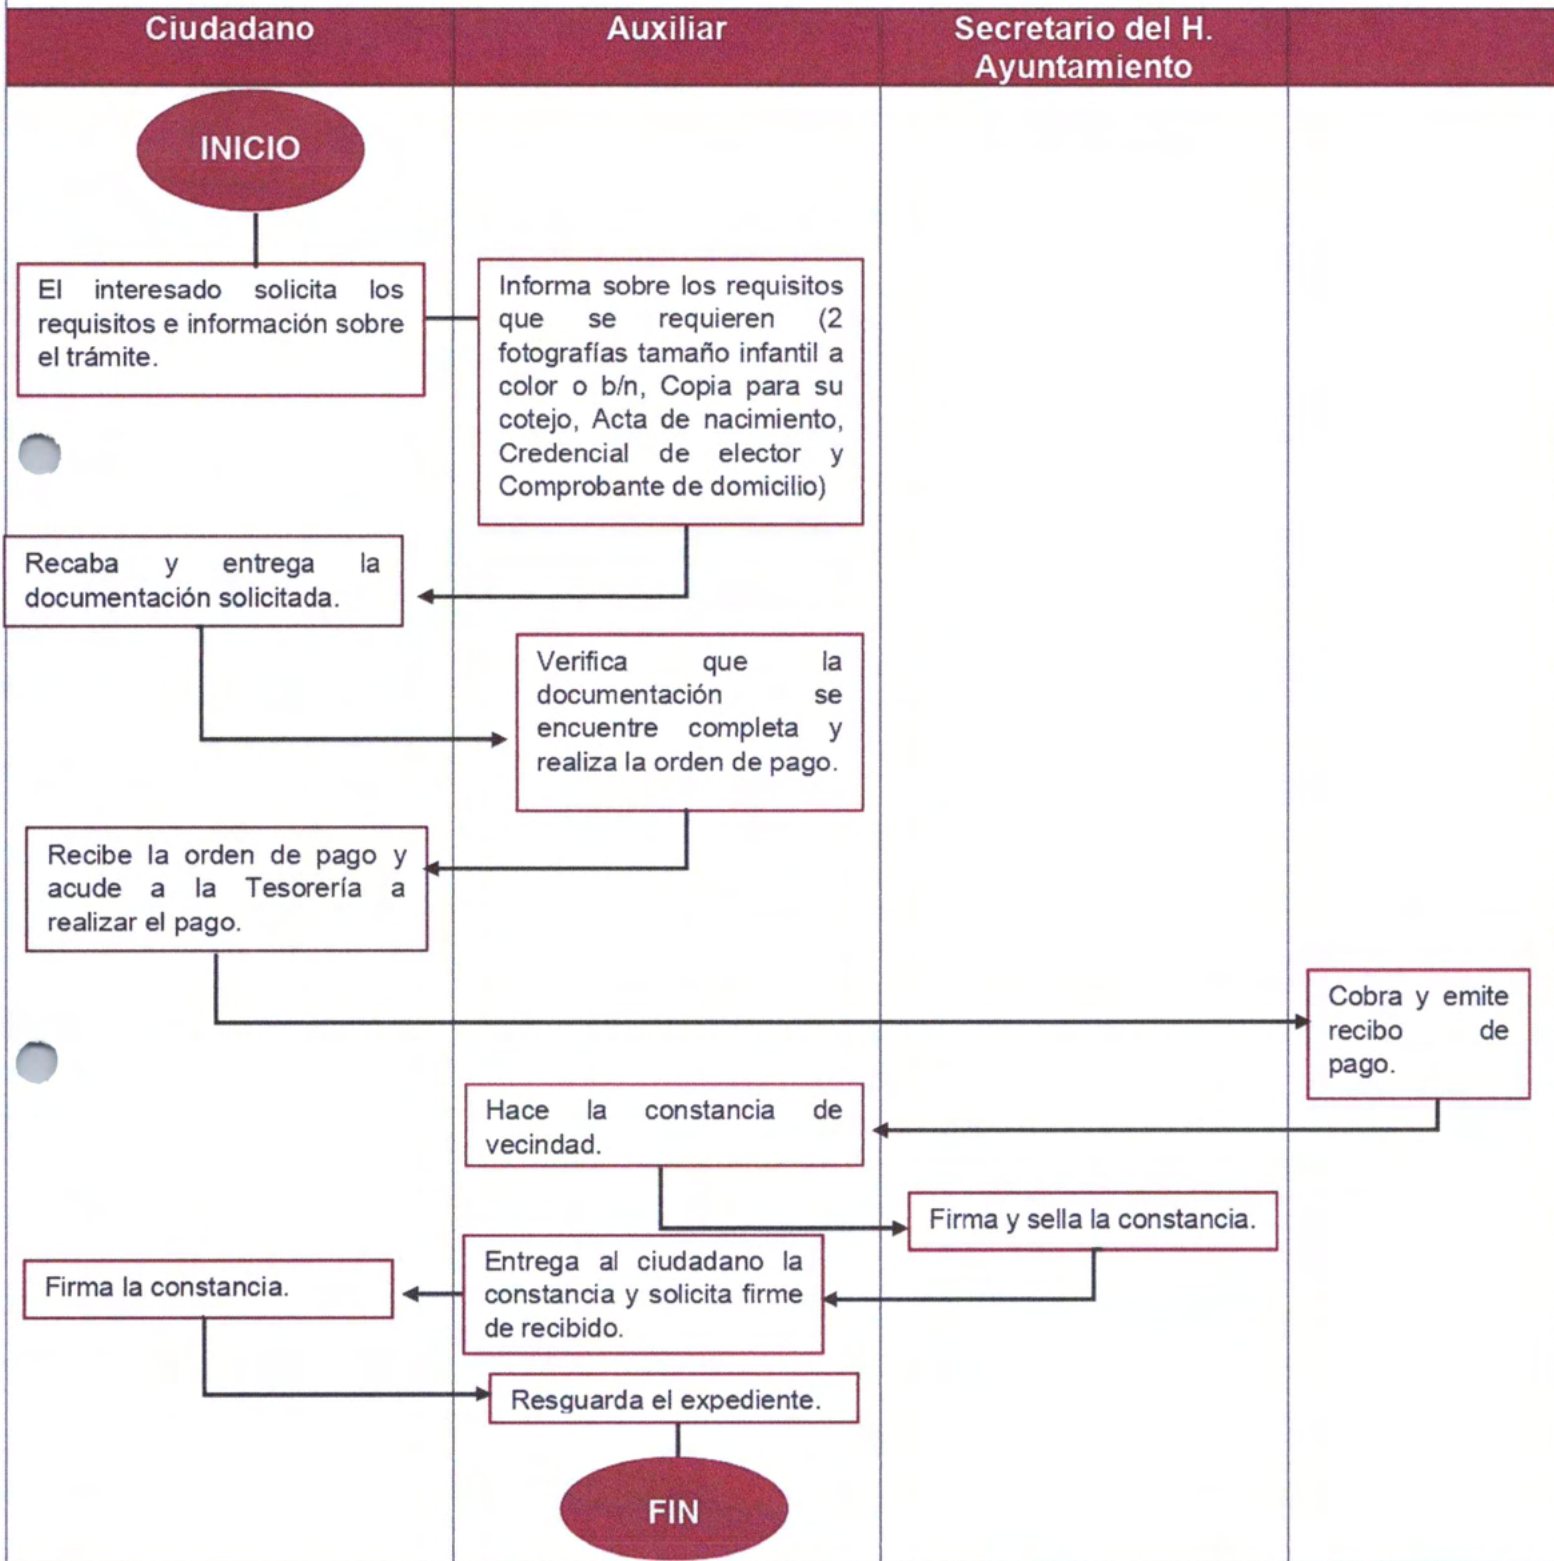 Ciudadano
Auxiliar
Secretario del H.
Ayuntamiento
INICIO
El interesado solicita los
requisitos e información sobre
el trámite.
Informa sobre los requisitos
que se requieren (2
fotografías tamaño infantil a
color o b/n, Copia para su
cotejo, Acta de nacimiento,
Credencial de elector y
Comprobante de domicilio)
Recaba y entrega la
documentación solicitada.
Verifica que la
documentación se
encuentre completa y
realiza la orden de pago.
Recibe la orden de pago y
acude a la Tesorería a
realizar el pago.
Cobra y emite
recibo de
pago.
Hace la constancia de
vecindad.
Firma y sella la constancia.
Entrega al ciudadano la
constancia y solicita firme
de recibido.
Firma la constancia.
Resguarda el expediente.
FIN